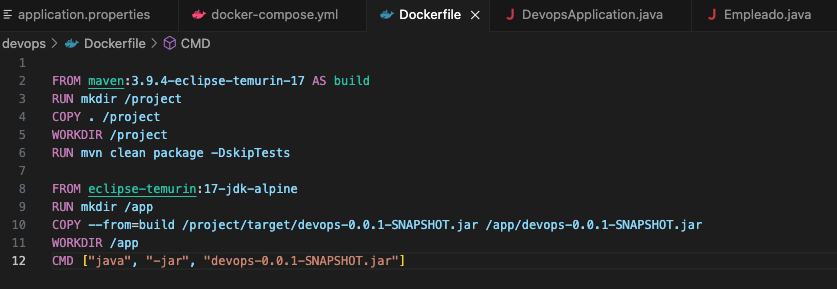 application.properties docker-compose.yml Dockerfile DevopsApplication.java Empleado.java
devops > Dockerfile > CMD
1
2 FROM maven:3.9.4-eclipse-temurin-17 AS build
3 RUN mkdir /project
4 COPY . /project
5 WORKDIR /project
6 RUN mvn clean package -DskipTests
7
8 FROM eclipse-temurin:17-jdk-alpine
9 RUN mkdir /app
10 COPY --from=build /project/target/devops-0.0.1-SNAPSHOT.jar /app/devops-0.0.1-SNAPSHOT.jar
11 WORKDIR /app
12 CMD ["java", "-jar", "devops-0.0.1-SNAPSHOT.jar"]